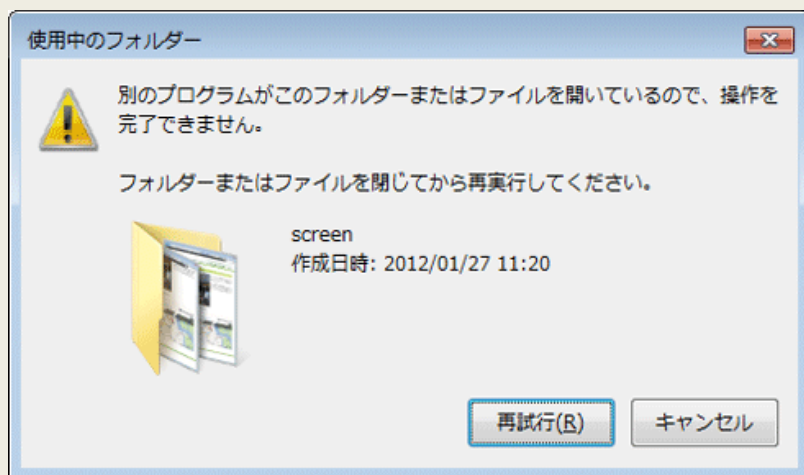 使用中のフォルダー
別のプログラムがこのフォルダーまたはファイルを開いているので、操作を
完了できません。
フォルダーまたはファイルを閉じてから再実行してください。
screen
作成日時: 2012/01/27 11:20
再試行(R)
キャンセル